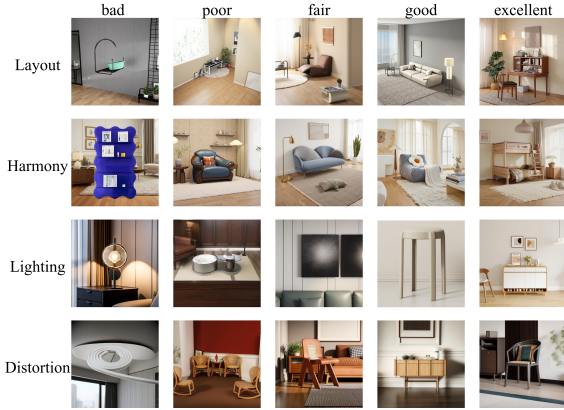 bad poor fair good excellent
Layout
Harmony
Lighting
Distortion